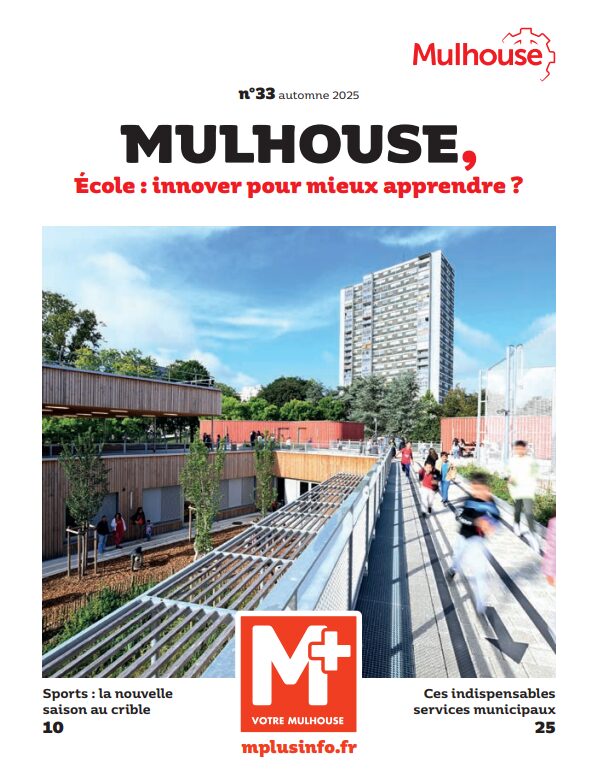 Mulhouse
n°33 automne 2025
MULHOUSE,
École : innover pour mieux apprendre ?
Sports : la nouvelle
saison au crible
10
M+
VOTRE MULHOUSE
mplusinfo.fr
Ces indispensables
services municipaux
25